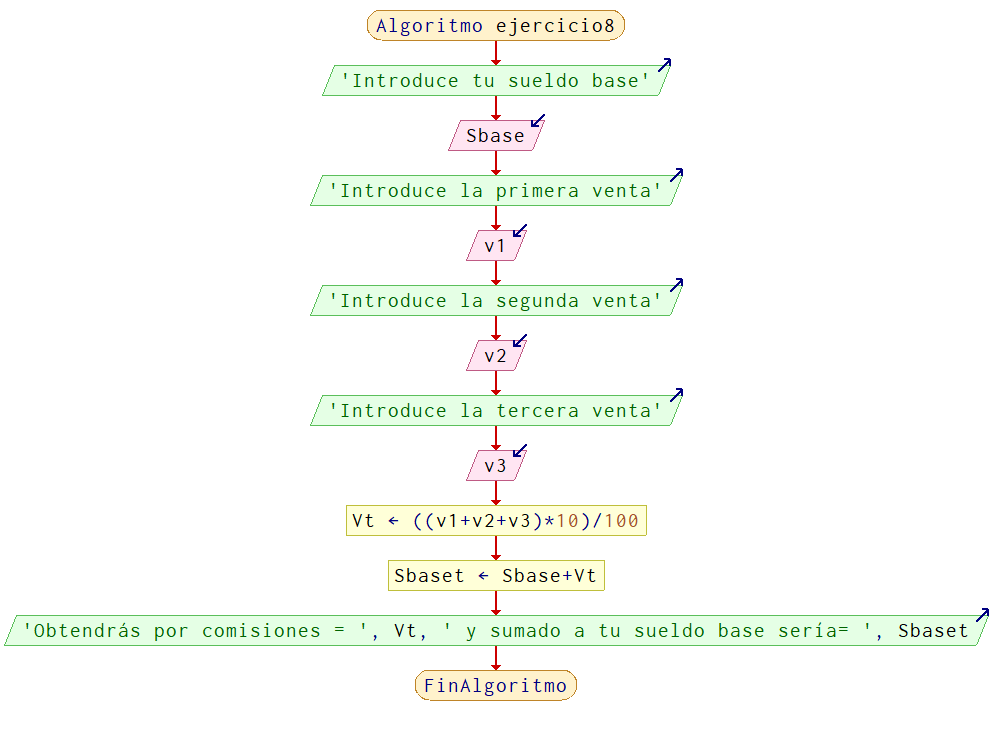 Algoritmo ejercicio8
'Introduce tu sueldo base'
Sbase
'Introduce la primera venta'
v1
'Introduce la segunda venta'
v2
'Introduce la tercera venta'
v3
Vt ← ((v1+v2+v3)*10)/100
Sbaset ← Sbase+Vt
'Obtendrás por comisiones = ', Vt, ' y sumado a tu sueldo base sería= ', Sbaset
FinAlgoritmo